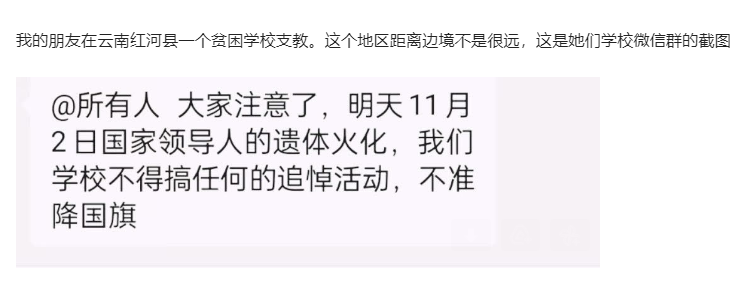 我的朋友在云南红河县一个贫困学校支教。这个地区距离边境不是很远，这是她们学校微信群的截图
@所有人 大家注意了，明天11月
2日国家领导人的遗体火化，我们
学校不得搞任何的追悼活动，不准
降国旗